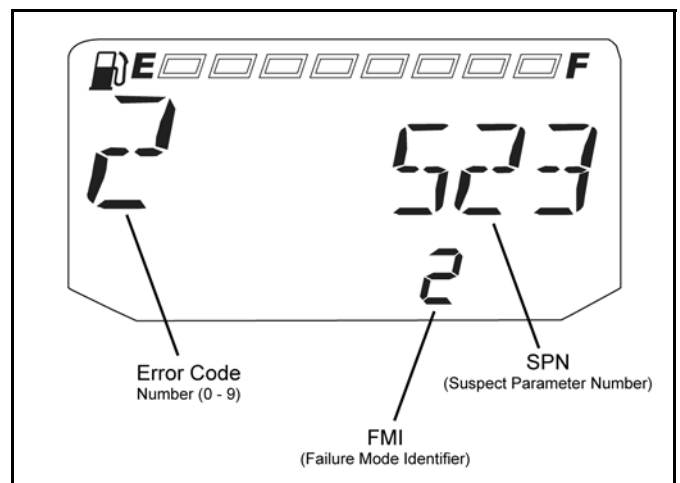 E F
2 523
2
Error Code
Number (0 - 9)
SPN
(Suspect Parameter Number)
FMI
(Failure Mode Identifier)